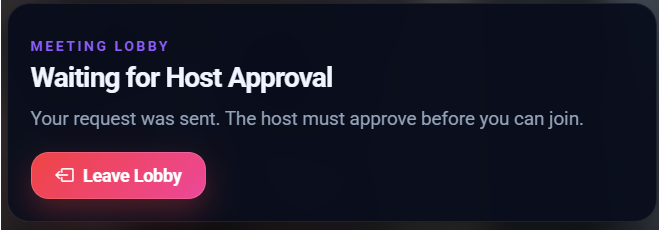 MEETING LOBBY
Waiting for Host Approval
Your request was sent. The host must approve before you can join.
Leave Lobby